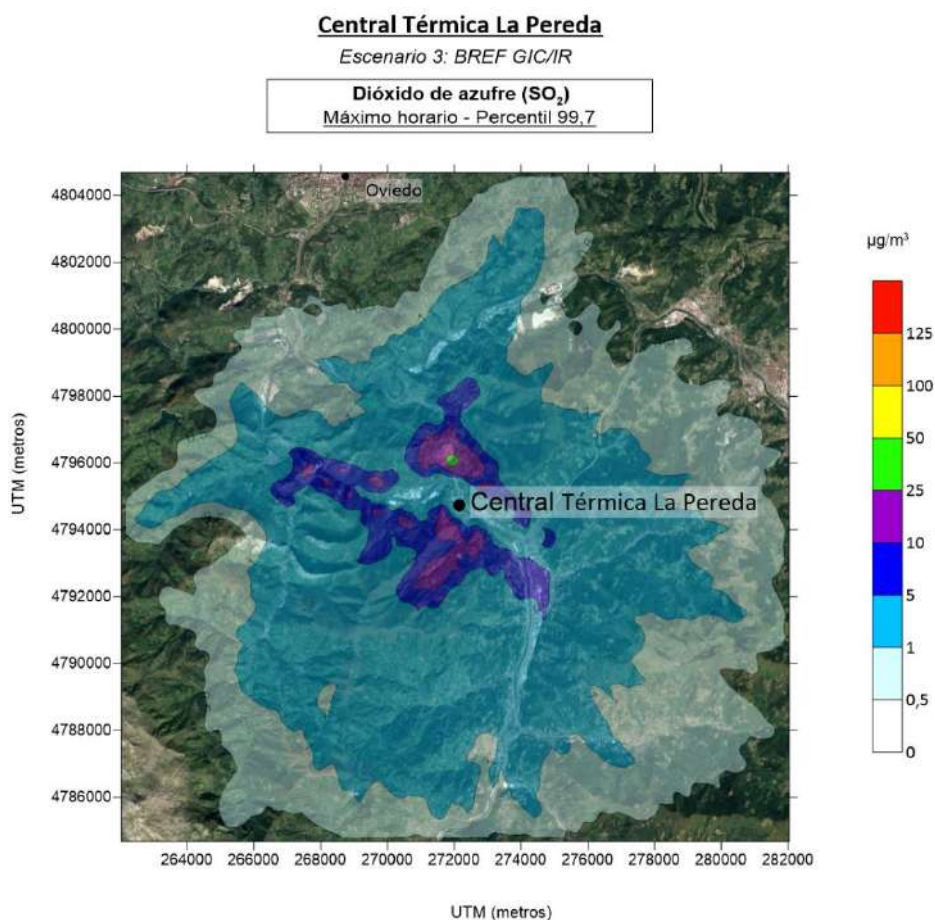 Central Térmica La Pereda
Escenario 3: BREF GIC/IR
Dióxido de azufre (SO₂)
Máximo horario - Percentil 99,7
4804000
4802000
4800000
4798000
4796000
4794000
4792000
4790000
4788000
4786000
UTM (metros)
Oviedo
Central Térmica La Pereda
264000 266000 268000 270000 272000 274000 276000 278000 280000 282000
UTM (metros)
µg/m³
125
100
50
25
10
5
1
0,5
0